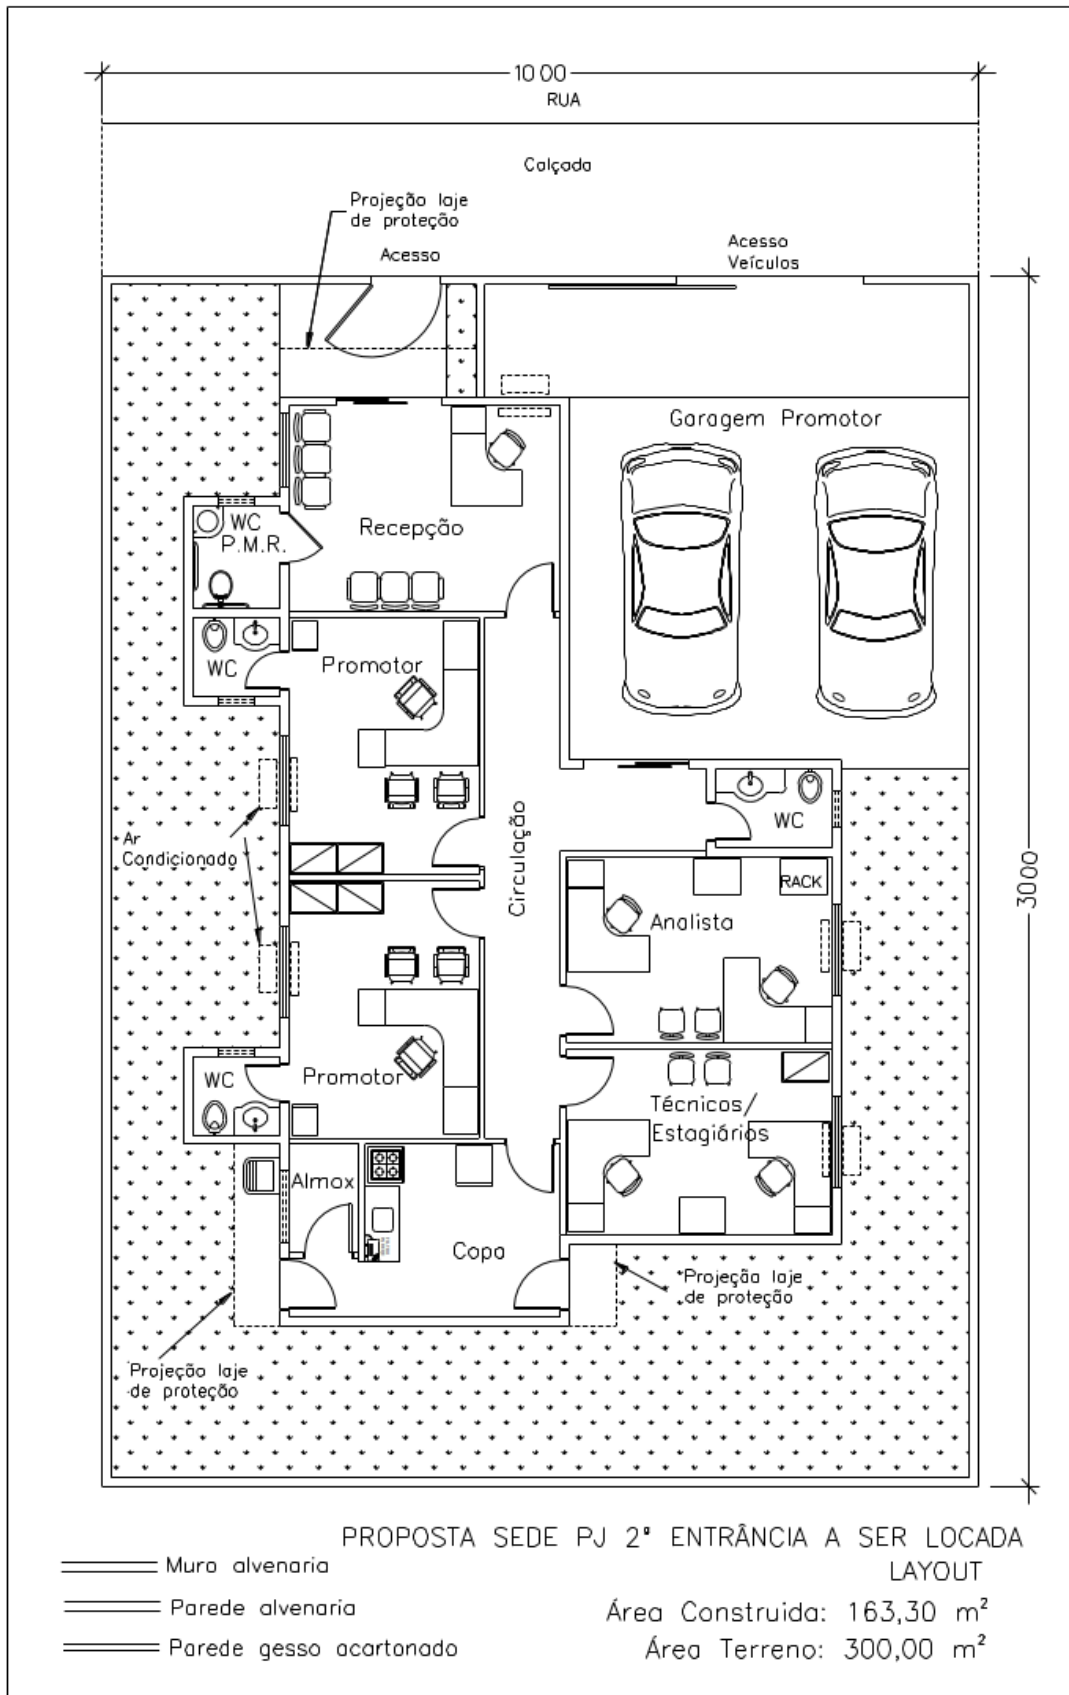 10 00
RUA
Calçada
Projeção laje
de proteção
Acesso
Acesso
Veículos
Garagem Promotor
WC
P.M.R.
Recepção
WC
Promotor
3000
Ar
Condicionado
Circulação
WC
RACK
Analista
WC
Promotor
Técnicos/
Estagiários
Almox
Copa
Projeção laje
de proteção
Projeção laje
de proteção
PROPOSTA SEDE PJ 2ª ENTRÂNCIA A SER LOCADA
Muro alvenaria
LAYOUT
Parede alvenaria
Área Construida: 163,30 m²
Parede gesso acartonado
Área Terreno: 300,00 m²